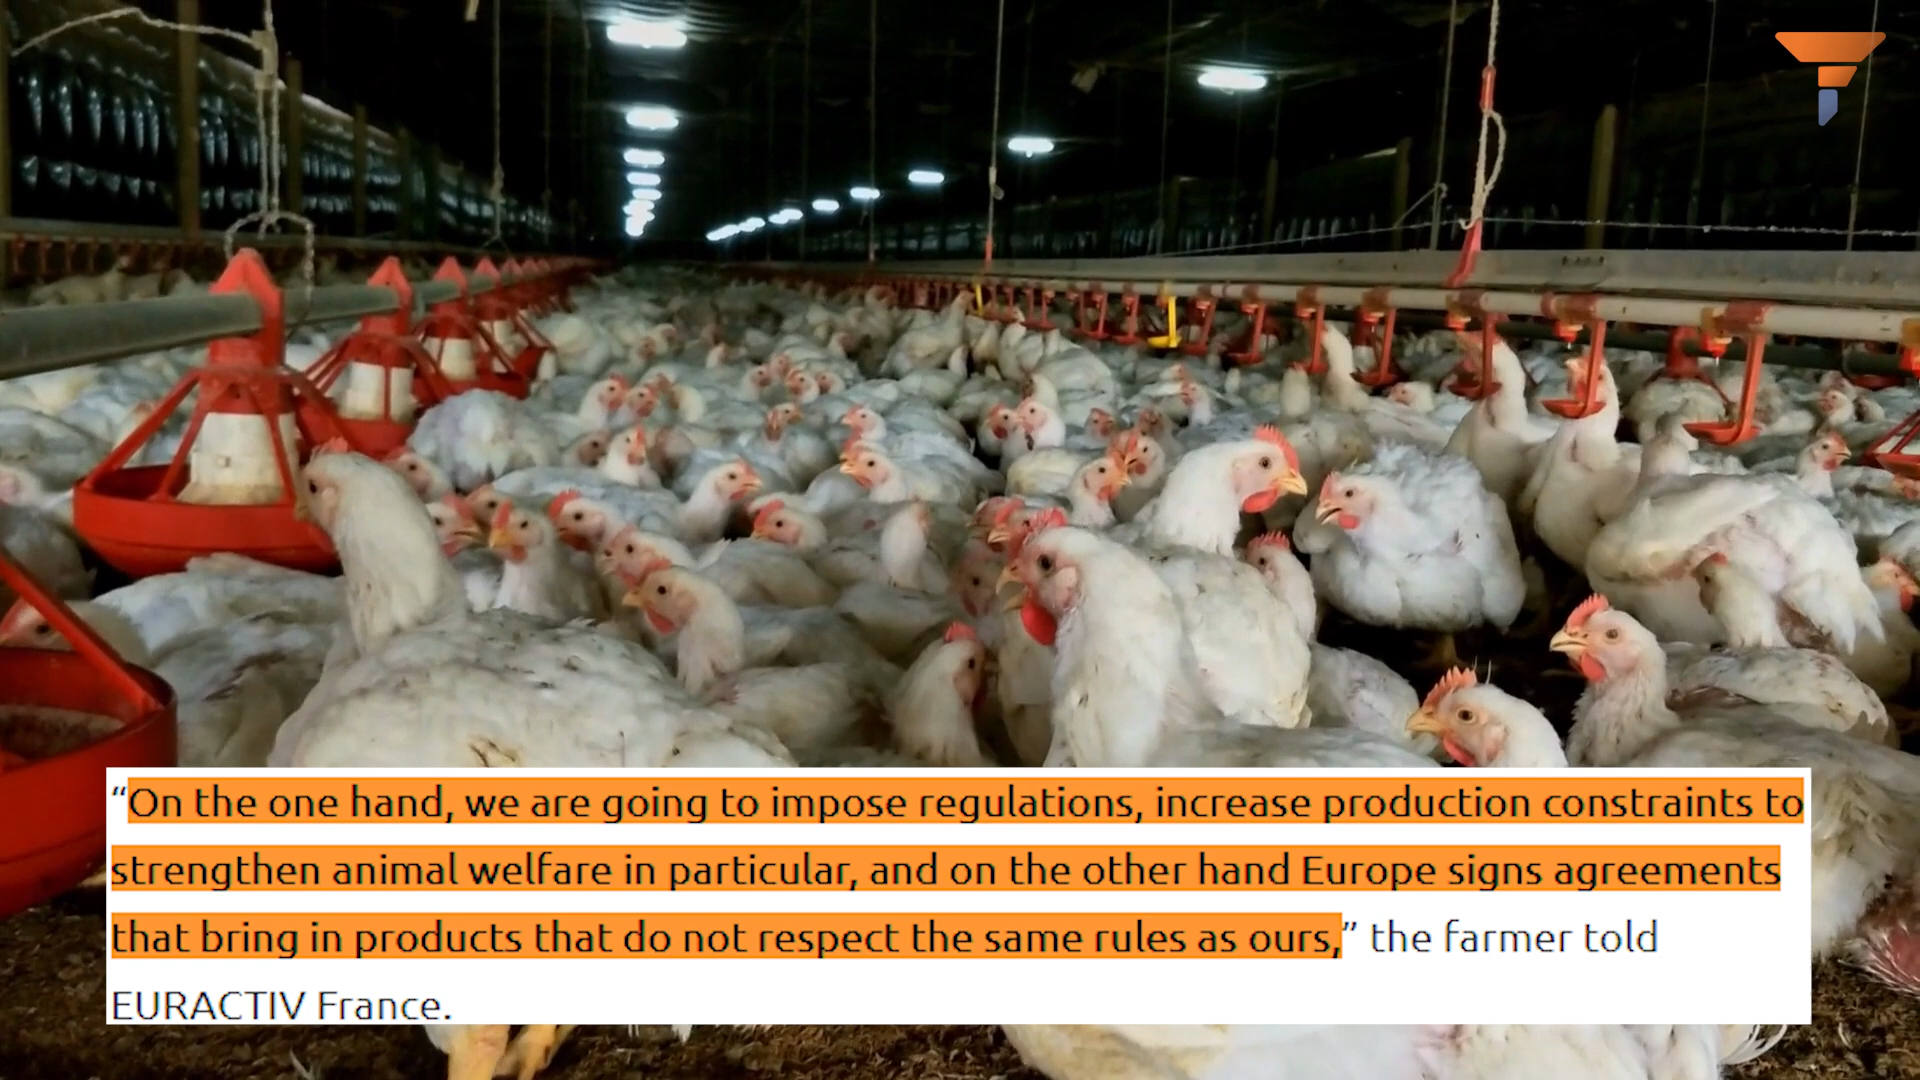 “On the one hand, we are going to impose regulations, increase production constraints to
strengthen animal welfare in particular, and on the other hand Europe signs agreements
that bring in products that do not respect the same rules as ours,” the farmer told
EURACTIV France.